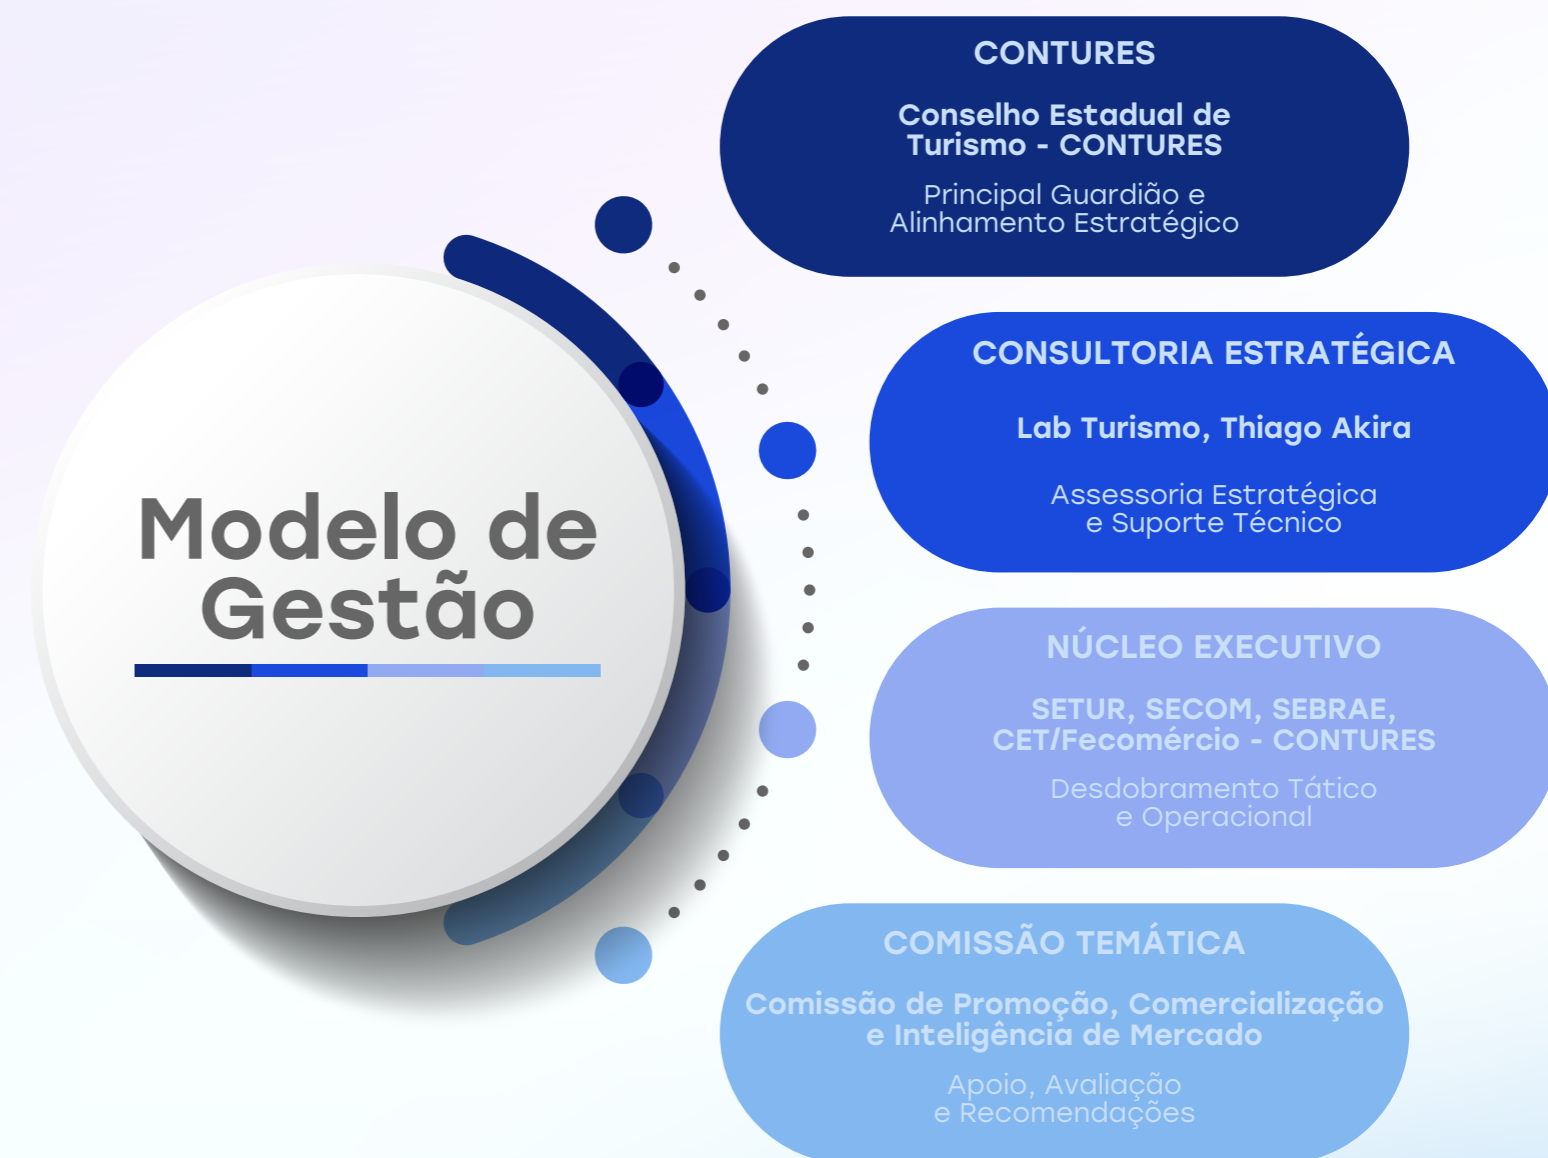 Modelo de
Gestão
CONTURES
Conselho Estadual de
Turismo - CONTURES
Principal Guardião e
Alinhamento Estratégico
CONSULTORIA ESTRATÉGICA
Lab Turismo, Thiago Akira
Assessoria Estratégica
e Suporte Técnico
NÚCLEO EXECUTIVO
SETUR, SECOM, SEBRAE,
CET/Fecomércio - CONTURES
Desdobramento Tático
e Operacional
COMISSÃO TEMÁTICA
Comissão de Promoção, Comercialização
e Inteligência de Mercado
Apoio, Avaliação
e Recomendações